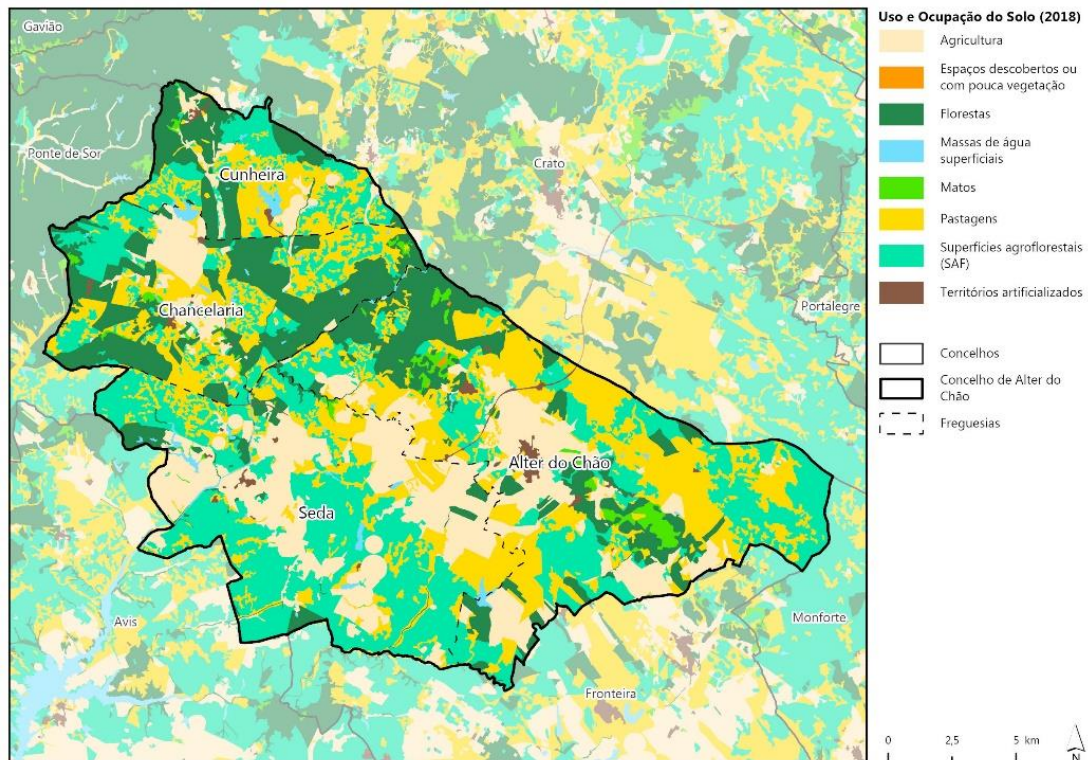 Gavião
Ponte de Sor
Cunheira
Crato
Chancelaria
Portalegre
Alter do Chão
Seda
Avis
Monforte
Fronteira
Uso e Ocupação do Solo (2018)
Agricultura
Espaços descobertos ou
com pouca vegetação
Florestas
Massas de água
superficiais
Matos
Pastagens
Superfícies agroflorestais
(SAF)
Territórios artificializados
Concelhos
Concelho de Alter do
Chão
Freguesias
0 2,5 5 km
N